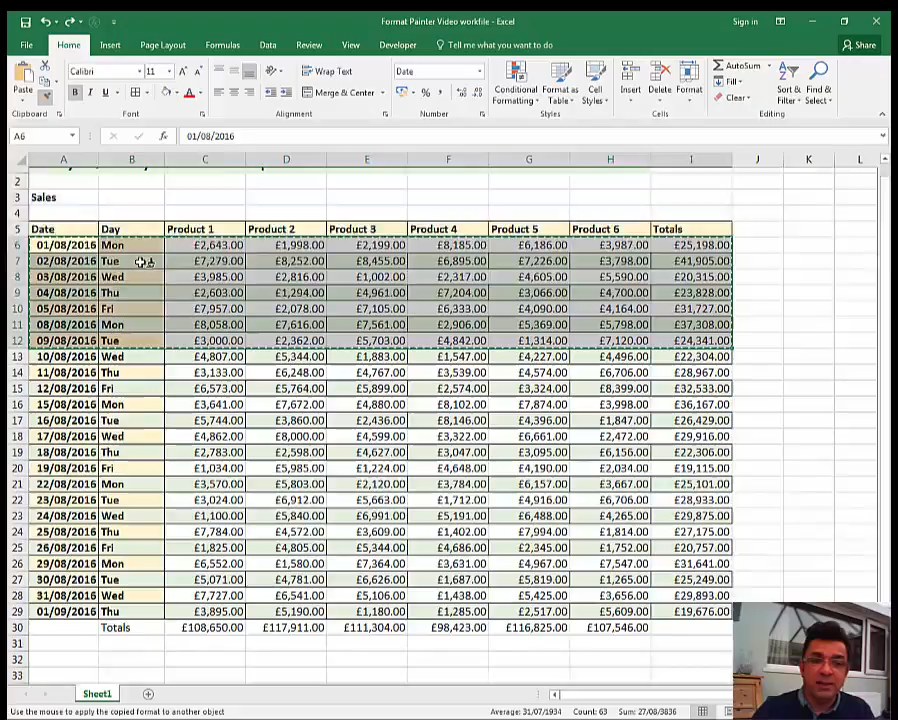 Format Painter Video workfile - Excel
Sign in
File Home Insert Page Layout Formulas Data Review View Developer Tell me what you want to do Share
Paste Calibri 11 Wrap Text Date Conditional Formatting Format as Table Cell Styles Insert Delete Format AutoSum Sort & Filter Find & Select
B I U Merge & Center % Fill Clear
Clipboard Font Alignment Number Styles Cells Editing
A6 fx 01/08/2016
A B C D E F G H I J K L
2
3 Sales
4
5 Date Day Product 1 Product 2 Product 3 Product 4 Product 5 Product 6 Totals
6 01/08/2016 Mon £2,643.00 £1,998.00 £2,199.00 £8,185.00 £6,186.00 £3,987.00 £25,198.00
7 02/08/2016 Tue £7,279.00 £8,252.00 £8,455.00 £6,895.00 £7,226.00 £3,798.00 £41,905.00
8 03/08/2016 Wed £3,985.00 £2,816.00 £1,002.00 £2,317.00 £4,605.00 £5,590.00 £20,315.00
9 04/08/2016 Thu £2,603.00 £1,294.00 £4,961.00 £7,204.00 £3,066.00 £4,700.00 £23,828.00
10 05/08/2016 Fri £7,957.00 £2,078.00 £7,105.00 £6,333.00 £4,090.00 £4,164.00 £31,727.00
11 08/08/2016 Mon £8,058.00 £7,616.00 £7,561.00 £2,906.00 £5,369.00 £5,798.00 £37,308.00
12 09/08/2016 Tue £3,000.00 £2,362.00 £5,703.00 £4,842.00 £1,314.00 £7,120.00 £24,341.00
13 10/08/2016 Wed £4,807.00 £5,344.00 £1,883.00 £1,547.00 £4,227.00 £4,496.00 £22,304.00
14 11/08/2016 Thu £3,133.00 £6,248.00 £4,767.00 £3,539.00 £4,574.00 £6,706.00 £28,967.00
15 12/08/2016 Fri £6,573.00 £5,764.00 £5,899.00 £2,574.00 £3,324.00 £8,399.00 £32,533.00
16 15/08/2016 Mon £3,641.00 £7,672.00 £4,880.00 £8,102.00 £7,874.00 £3,998.00 £36,167.00
17 16/08/2016 Tue £5,744.00 £3,860.00 £2,436.00 £8,146.00 £4,396.00 £1,847.00 £26,429.00
18 17/08/2016 Wed £4,862.00 £8,000.00 £4,599.00 £3,322.00 £6,661.00 £2,472.00 £29,916.00
19 18/08/2016 Thu £2,783.00 £2,598.00 £4,627.00 £3,047.00 £3,095.00 £6,156.00 £22,306.00
20 19/08/2016 Fri £1,034.00 £5,985.00 £1,224.00 £4,648.00 £4,190.00 £2,034.00 £19,115.00
21 22/08/2016 Mon £3,570.00 £5,803.00 £2,120.00 £3,784.00 £6,157.00 £3,667.00 £25,101.00
22 23/08/2016 Tue £3,024.00 £6,912.00 £5,663.00 £1,712.00 £4,916.00 £6,706.00 £28,933.00
23 24/08/2016 Wed £1,100.00 £5,840.00 £6,991.00 £5,191.00 £6,488.00 £4,265.00 £29,875.00
24 25/08/2016 Thu £7,784.00 £4,572.00 £3,609.00 £1,402.00 £7,994.00 £1,814.00 £27,175.00
25 26/08/2016 Fri £1,825.00 £4,805.00 £5,344.00 £4,686.00 £2,345.00 £1,752.00 £20,757.00
26 29/08/2016 Mon £6,552.00 £1,580.00 £7,364.00 £3,631.00 £4,967.00 £7,547.00 £31,641.00
27 30/08/2016 Tue £5,071.00 £4,781.00 £6,626.00 £1,687.00 £5,819.00 £1,265.00 £25,249.00
28 31/08/2016 Wed £7,727.00 £6,541.00 £5,106.00 £1,438.00 £5,425.00 £3,656.00 £29,893.00
29 01/09/2016 Thu £3,895.00 £5,190.00 £1,180.00 £1,285.00 £2,517.00 £5,609.00 £19,676.00
30 Totals £108,650.00 £117,911.00 £111,304.00 £98,423.00 £116,825.00 £107,546.00
31
32
33
Sheet1
Use the mouse to apply the copied format to another object Average: 31/07/1934 Count: 63 Sum: 27/08/3836